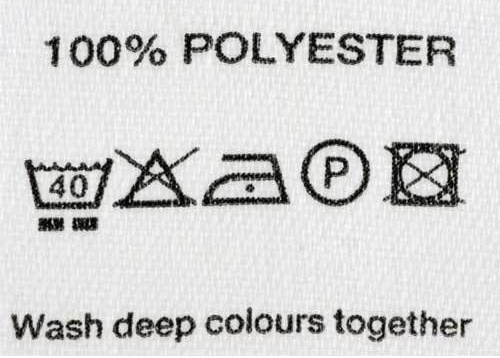 100% POLYESTER
40 P
Wash deep colours together